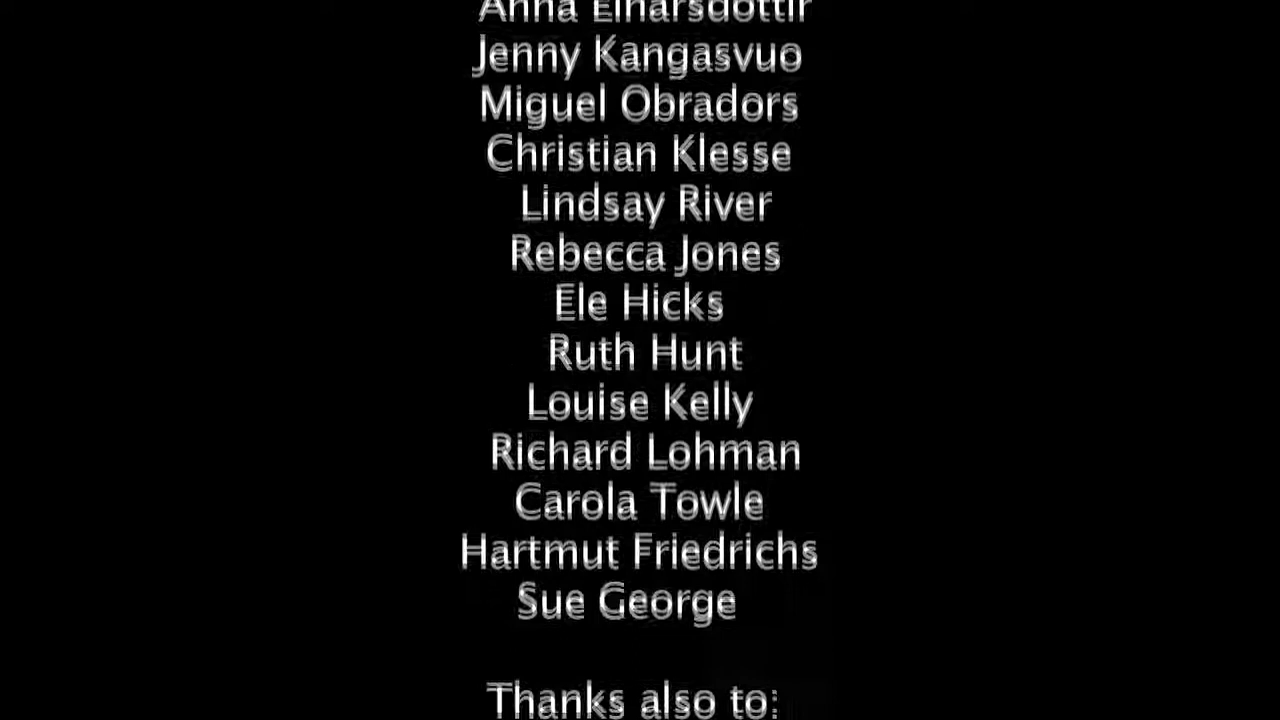 Anna Einarsdottir
Jenny Kangasvuo
Miguel Obradors
Christian Klesse
Lindsay River
Rebecca Jones
Ele Hicks
Ruth Hunt
Louise Kelly
Richard Lohman
Carola Towle
Hartmut Friedrichs
Sue George
Thanks also to: